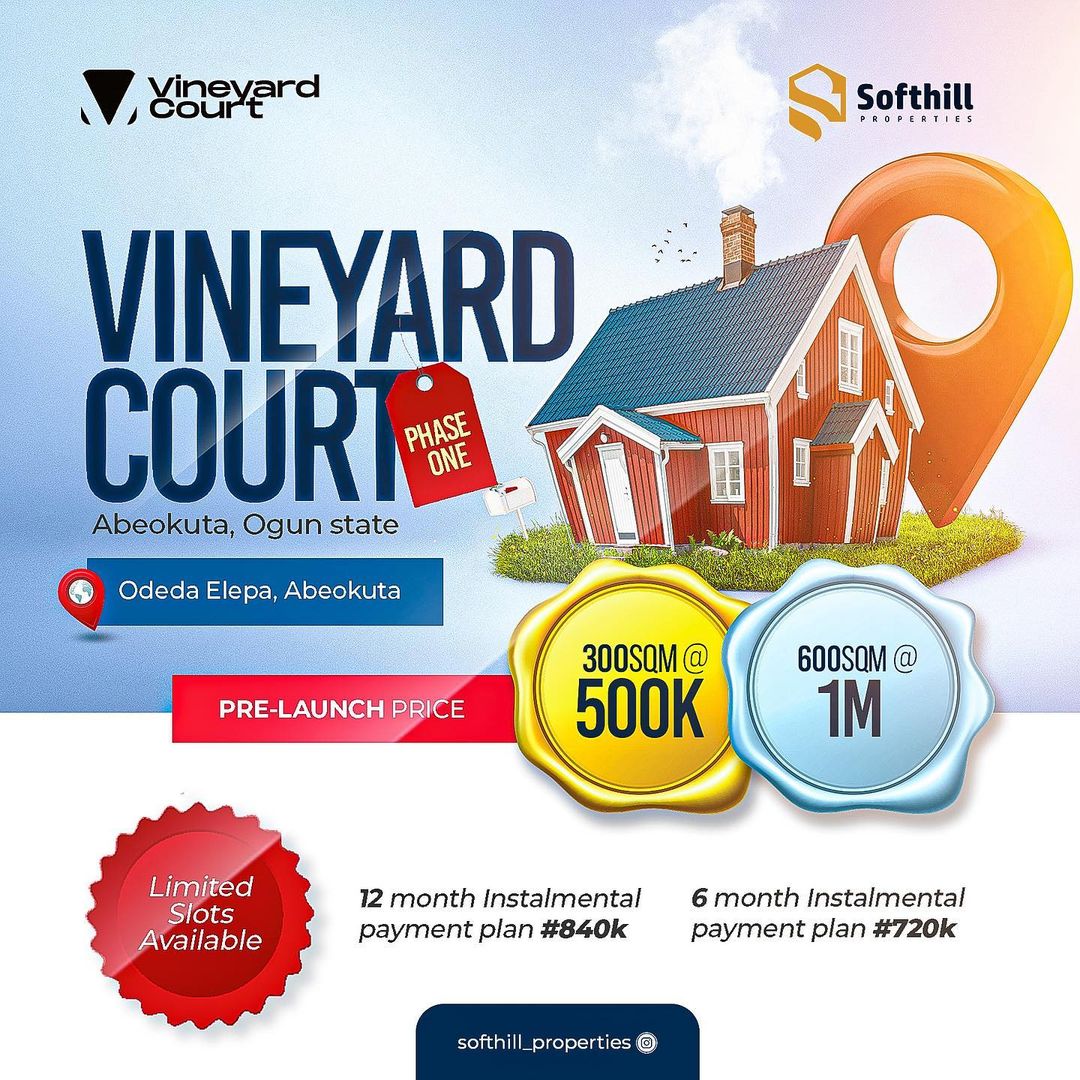 Vineyard
Court
Softhill
PROPERTIES
VINEYARD
COURT
PHASE
ONE
Abeokuta, Ogun state
Odeda Elepa, Abeokuta
PRE-LAUNCH PRICE
300SQM @
500K
600SQM @
1M
Limited
Slots
Available
12 month Instalmental
payment plan #840k
6 month Instalmental
payment plan #720k
softhill_properties